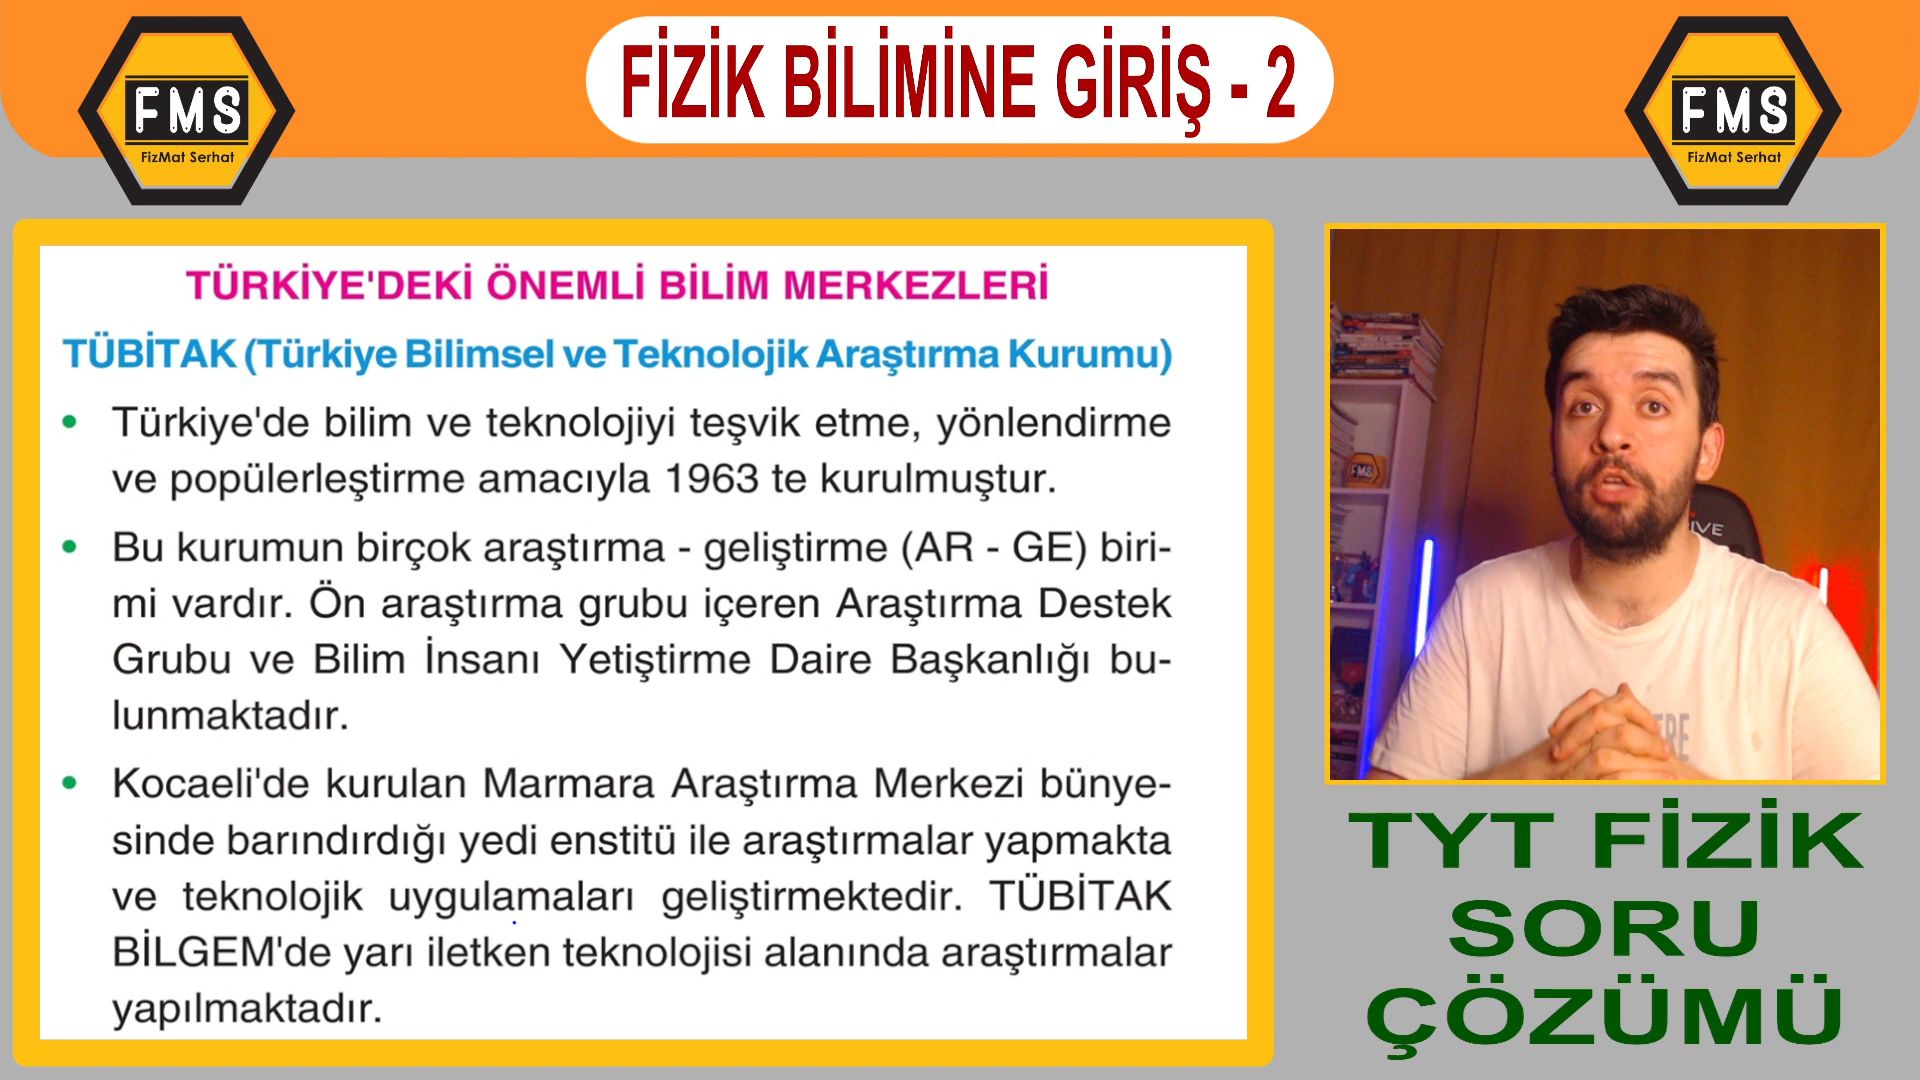 FİZİK BİLİMİNE GİRİŞ - 2
FMS
FizMat Serhat
FMS
FizMat Serhat
TÜRKİYE'DEKİ ÖNEMLİ BİLİM MERKEZLERİ
TÜBİTAK (Türkiye Bilimsel ve Teknolojik Araştırma Kurumu)
• Türkiye'de bilim ve teknolojiyi teşvik etme, yönlendirme
ve popülerleştirme amacıyla 1963 te kurulmuştur.
• Bu kurumun birçok araştırma - geliştirme (AR - GE) biri-
mi vardır. Ön araştırma grubu içeren Araştırma Destek
Grubu ve Bilim İnsanı Yetiştirme Daire Başkanlığı bu-
lunmaktadır.
• Kocaeli'de kurulan Marmara Araştırma Merkezi bünye-
sinde barındırdığı yedi enstitü ile araştırmalar yapmakta
ve teknolojik uygulamaları geliştirmektedir. TÜBİTAK
BİLGEM'de yarı iletken teknolojisi alanında araştırmalar
yapılmaktadır.
FMS
TYT FİZİK
SORU
ÇÖZÜMÜ